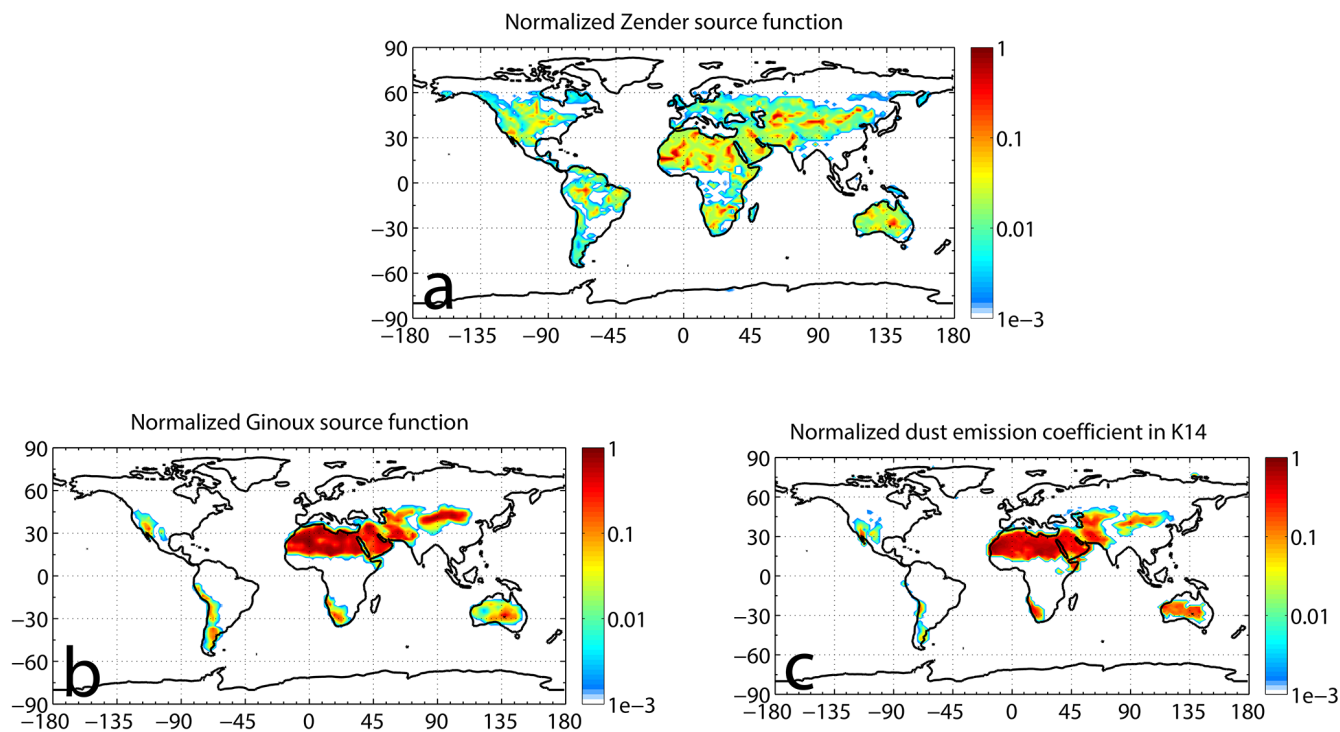 Normalized Zender source function
90
60
30
0
−30
−60
−90
−180 −135 −90 −45 0 45 90 135 180
1
0.1
0.01
1e−3
a
Normalized Ginoux source function
90
60
30
0
−30
−60
−90
−180 −135 −90 −45 0 45 90 135 180
1
0.1
0.01
1e−3
b
Normalized dust emission coefficient in K14
90
60
30
0
−30
−60
−90
−180 −135 −90 −45 0 45 90 135 180
1
0.1
0.01
1e−3
c